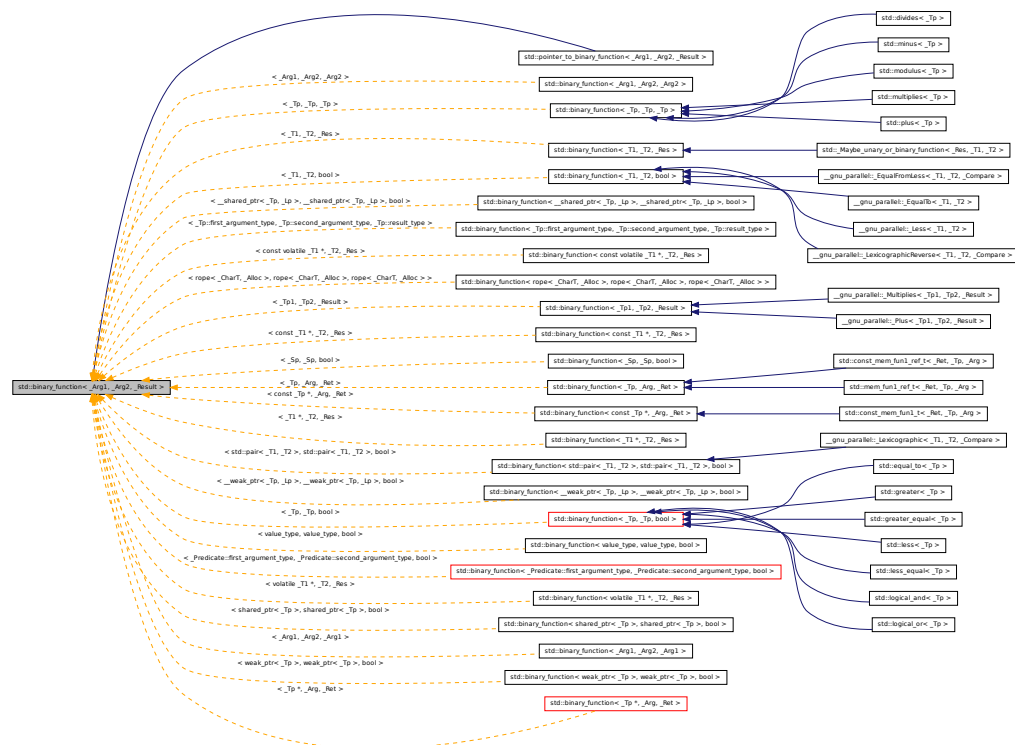 std::divides< _Tp >
std::minus< _Tp >
std::pointer_to_binary_function< _Arg1, _Arg2, _Result >
std::modulus< _Tp >
< _Arg1, _Arg2, _Arg2 >
std::binary_function< _Arg1, _Arg2, _Arg2 >
std::multiplies< _Tp >
< _Tp, _Tp, _Tp >
std::binary_function< _Tp, _Tp, _Tp >
std::plus< _Tp >
< _T1, _T2, _Res >
std::binary_function< _T1, _T2, _Res >
std::_Maybe_unary_or_binary_function< _Res, _T1, _T2 >
< _T1, _T2, bool >
std::binary_function< _T1, _T2, bool >
__gnu_parallel::_EqualFromLess< _T1, _T2, _Compare >
< __shared_ptr< _Tp, _Lp >, __shared_ptr< _Tp, _Lp >, bool >
std::binary_function< __shared_ptr< _Tp, _Lp >, __shared_ptr< _Tp, _Lp >, bool >
__gnu_parallel::_EqualTo< _T1, _T2 >
< _Tp::first_argument_type, _Tp::second_argument_type, _Tp::result_type >
std::binary_function< _Tp::first_argument_type, _Tp::second_argument_type, _Tp::result_type >
__gnu_parallel::_Less< _T1, _T2 >
< const volatile _T1 *, _T2, _Res >
std::binary_function< const volatile _T1 *, _T2, _Res >
__gnu_parallel::_LexicographicReverse< _T1, _T2, _Compare >
< rope< _CharT, _Alloc >, rope< _CharT, _Alloc >, rope< _CharT, _Alloc > >
std::binary_function< rope< _CharT, _Alloc >, rope< _CharT, _Alloc >, rope< _CharT, _Alloc > >
__gnu_parallel::_Multiplies< _Tp1, _Tp2, _Result >
< _Tp1, _Tp2, _Result >
std::binary_function< _Tp1, _Tp2, _Result >
__gnu_parallel::_Plus< _Tp1, _Tp2, _Result >
< const _T1 *, _T2, _Res >
std::binary_function< const _T1 *, _T2, _Res >
< _Sp, _Sp, bool >
std::binary_function< _Sp, _Sp, bool >
std::const_mem_fun1_ref_t< _Ret, _Tp, _Arg >
std::binary_function< _Arg1, _Arg2, _Result >
< _Tp, _Arg, _Ret >
std::binary_function< _Tp, _Arg, _Ret >
std::mem_fun1_ref_t< _Ret, _Tp, _Arg >
< const _Tp *, _Arg, _Ret >
std::binary_function< const _Tp *, _Arg, _Ret >
std::const_mem_fun1_t< _Ret, _Tp, _Arg >
< _T1 *, _T2, _Res >
std::binary_function< _T1 *, _T2, _Res >
__gnu_parallel::_Lexicographic< _T1, _T2, _Compare >
< std::pair< _T1, _T2 >, std::pair< _T1, _T2 >, bool >
std::binary_function< std::pair< _T1, _T2 >, std::pair< _T1, _T2 >, bool >
std::equal_to< _Tp >
< __weak_ptr< _Tp, _Lp >, __weak_ptr< _Tp, _Lp >, bool >
std::binary_function< __weak_ptr< _Tp, _Lp >, __weak_ptr< _Tp, _Lp >, bool >
std::greater< _Tp >
< _Tp, _Tp, bool >
std::binary_function< _Tp, _Tp, bool >
std::greater_equal< _Tp >
< value_type, value_type, bool >
std::binary_function< value_type, value_type, bool >
std::less< _Tp >
< _Predicate::first_argument_type, _Predicate::second_argument_type, bool >
std::binary_function< _Predicate::first_argument_type, _Predicate::second_argument_type, bool >
std::less_equal< _Tp >
< volatile _T1 *, _T2, _Res >
std::binary_function< volatile _T1 *, _T2, _Res >
std::logical_and< _Tp >
< shared_ptr< _Tp >, shared_ptr< _Tp >, bool >
std::binary_function< shared_ptr< _Tp >, shared_ptr< _Tp >, bool >
std::logical_or< _Tp >
< _Arg1, _Arg2, _Arg1 >
std::binary_function< _Arg1, _Arg2, _Arg1 >
< weak_ptr< _Tp >, weak_ptr< _Tp >, bool >
std::binary_function< weak_ptr< _Tp >, weak_ptr< _Tp >, bool >
< _Tp *, _Arg, _Ret >
std::binary_function< _Tp *, _Arg, _Ret >